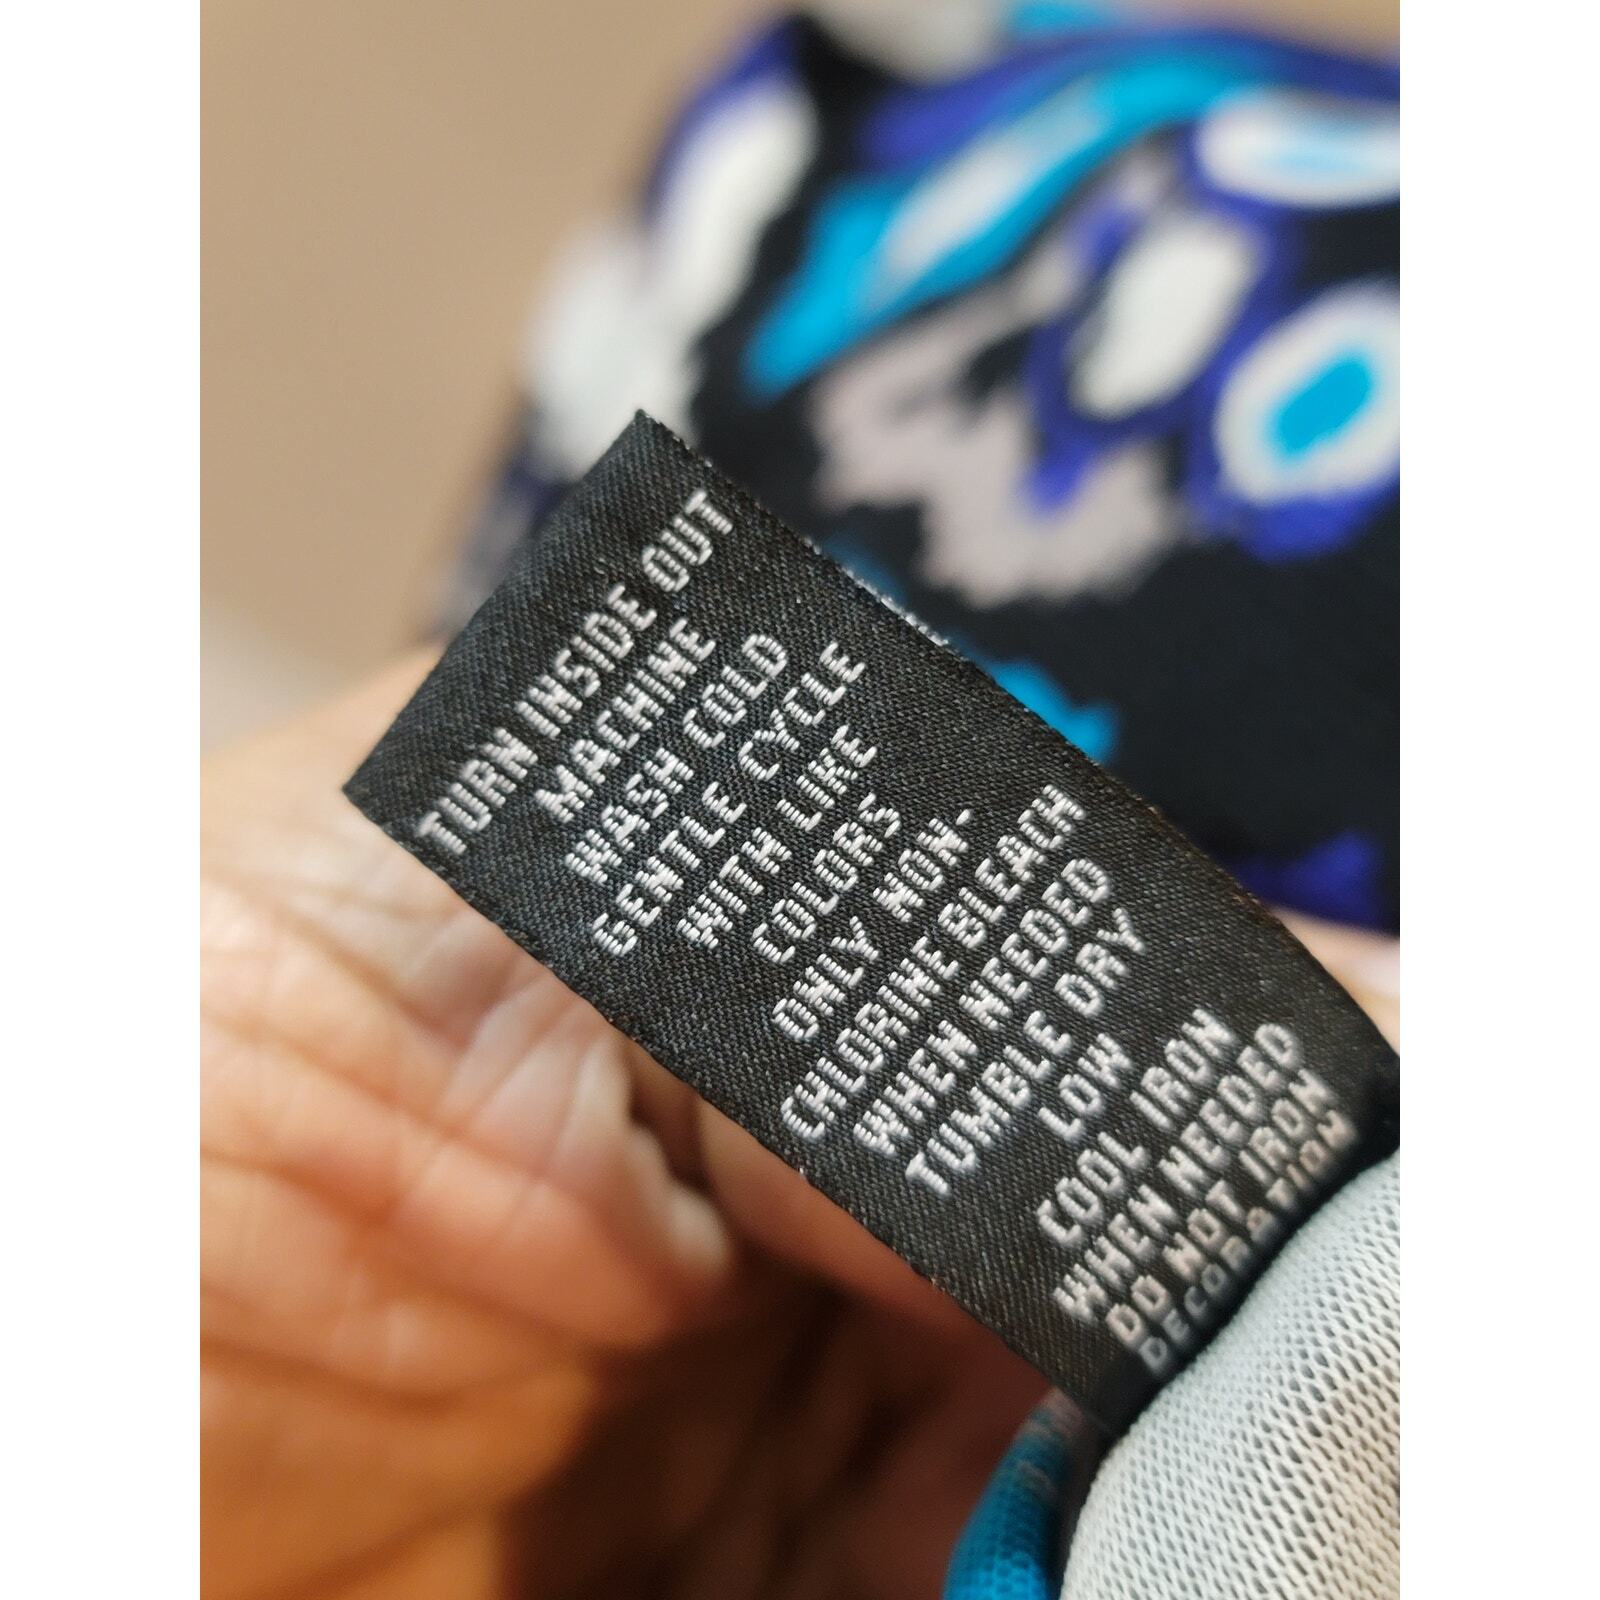 TURN INSIDE OUT
MACHINE
WASH COLD
GENTLE CYCLE
WITH LIKE
COLORS
ONLY NON-
CHLORINE BLEACH
WHEN NEEDED
TUMBLE DRY
LOW
COOL IRON
WHEN NEEDED
DO NOT IRON
DECORATION